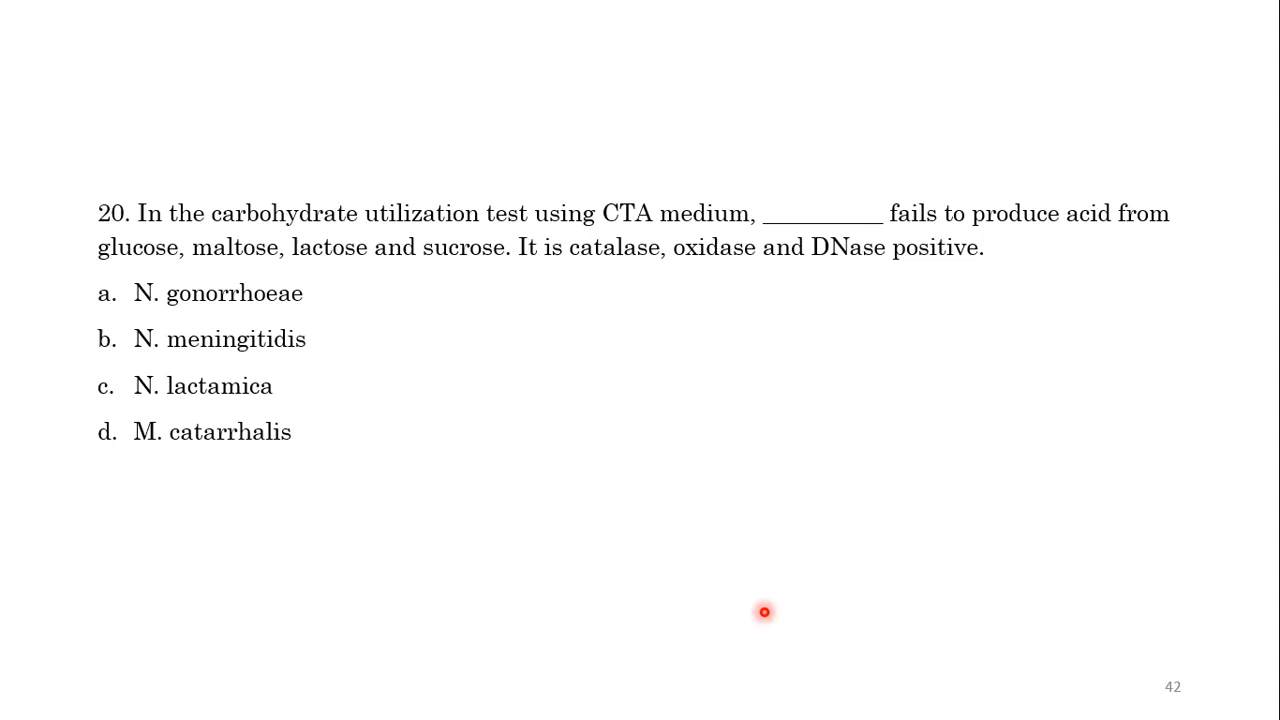 20. In the carbohydrate utilization test using CTA medium, _________ fails to produce acid from
glucose, maltose, lactose and sucrose. It is catalase, oxidase and DNase positive.
a. N. gonorrhoeae
b. N. meningitidis
c. N. lactamica
d. M. catarrhalis
42